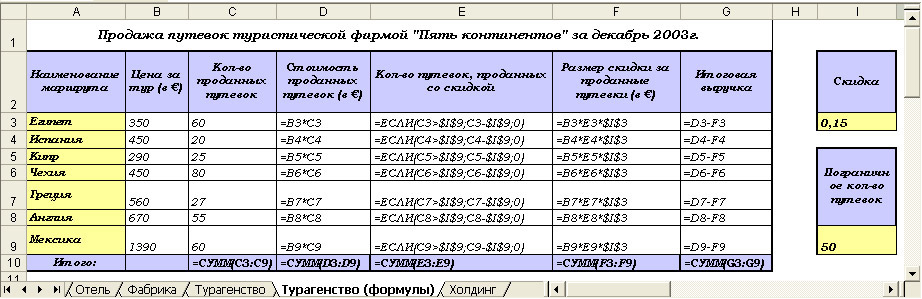 A B C D E F G H I
1 Продажа путевок туристической фирмой "Пять континентов" за декабрь 2003г.
2 Наименование маршрута Цена за тур (в €) Кол-во проданных путевок Стоимость проданных путевок (в €) Кол-во путевок, проданных со скидкой Размер скидки за проданные путевки (в €) Итоговая выручка Скидка
3 Египет 350 60 =B3*C3 =ЕСЛИ(C3>$I$9;C3-$I$9;0) =B3*E3*$I$3 =D3-F3 0,15
4 Испания 450 20 =B4*C4 =ЕСЛИ(C4>$I$9;C4-$I$9;0) =B4*E4*$I$3 =D4-F4
5 Кипр 290 25 =B5*C5 =ЕСЛИ(C5>$I$9;C5-$I$9;0) =B5*E5*$I$3 =D5-F5 Пограничн
6 Чехия 450 80 =B6*C6 =ЕСЛИ(C6>$I$9;C6-$I$9;0) =B6*E6*$I$3 =D6-F6 ое кол-во
7 Греция 560 27 =B7*C7 =ЕСЛИ(C7>$I$9;C7-$I$9;0) =B7*E7*$I$3 =D7-F7 путевок
8 Англия 670 55 =B8*C8 =ЕСЛИ(C8>$I$9;C8-$I$9;0) =B8*E8*$I$3 =D8-F8
9 Мексика 1390 60 =B9*C9 =ЕСЛИ(C9>$I$9;C9-$I$9;0) =B9*E9*$I$3 =D9-F9 50
10 Итого: =СУММ(C3:C9) =СУММ(D3:D9) =СУММ(E3:E9) =СУММ(F3:F9) =СУММ(G3:G9)
11
Отель Фабрика Турагенство Турагенство (формулы) Холдинг